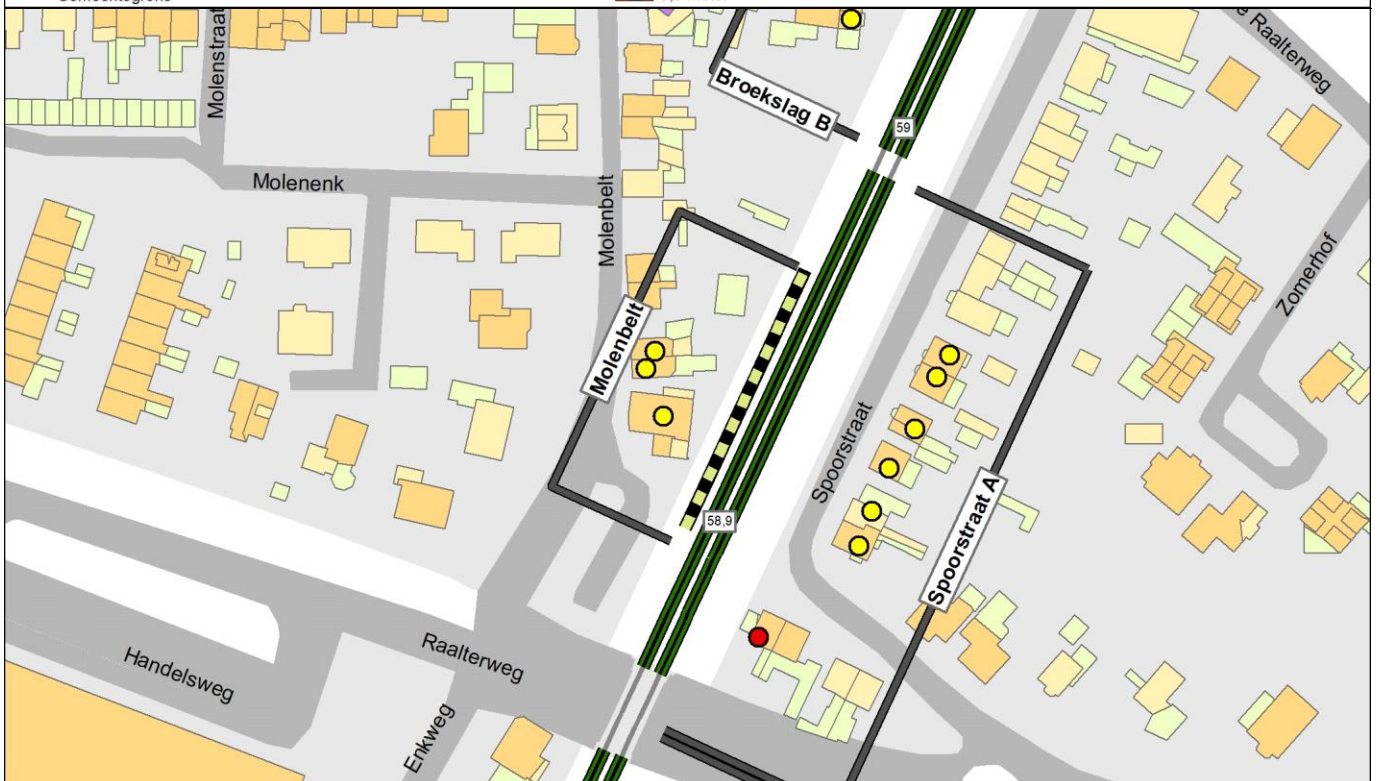 Molenstraat
e Raalterweg
Broekslag B
59
Molenenk
Molenbelt
Zomerhof
Molenbelt
Spoorstraat
58,9
Spoorstraat A
Raalterweg
Handelsweg
Enkweg